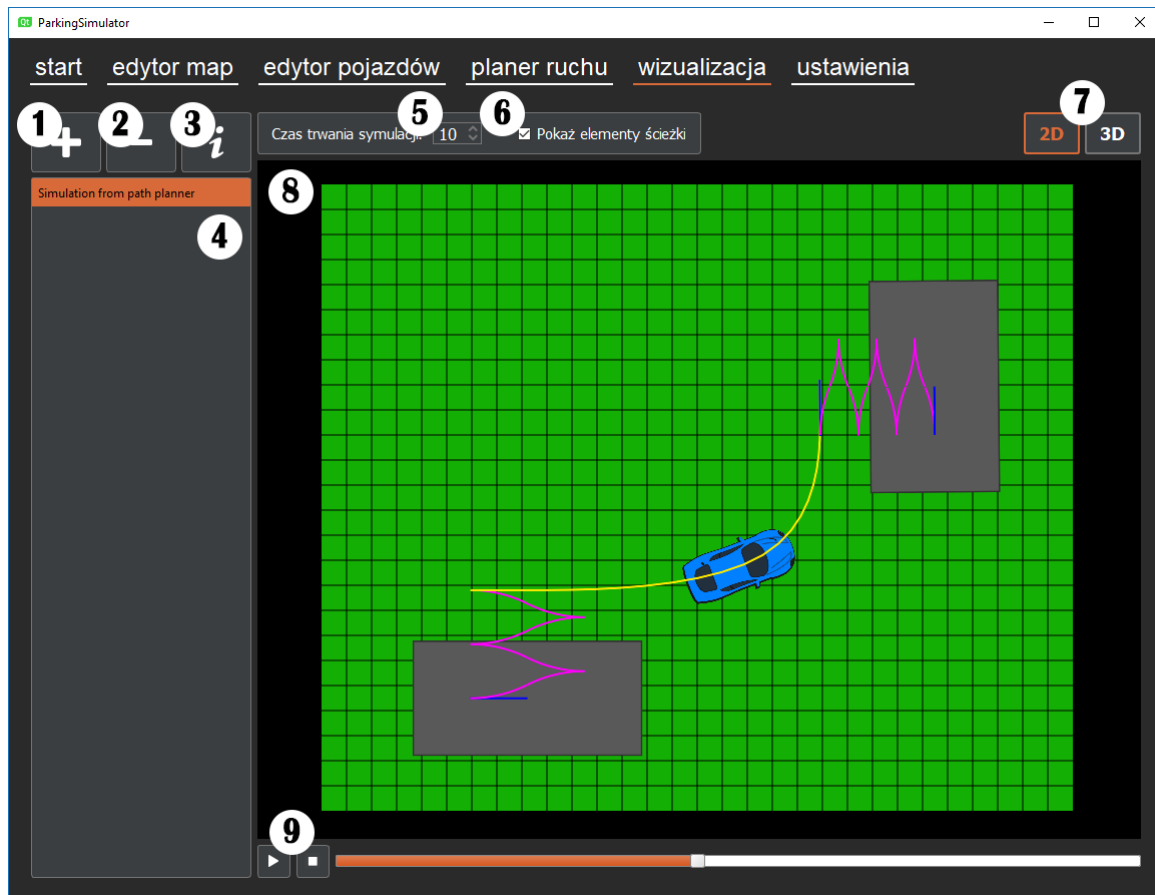 Qt ParkingSimulator
start edytor map edytor pojazdów planer ruchu wizualizacja ustawienia
1 2 3 5 6 7
+ - i Czas trwania symulacji: 10 Pokaż elementy ścieżki 2D 3D
Simulation from path planner
8
4
9